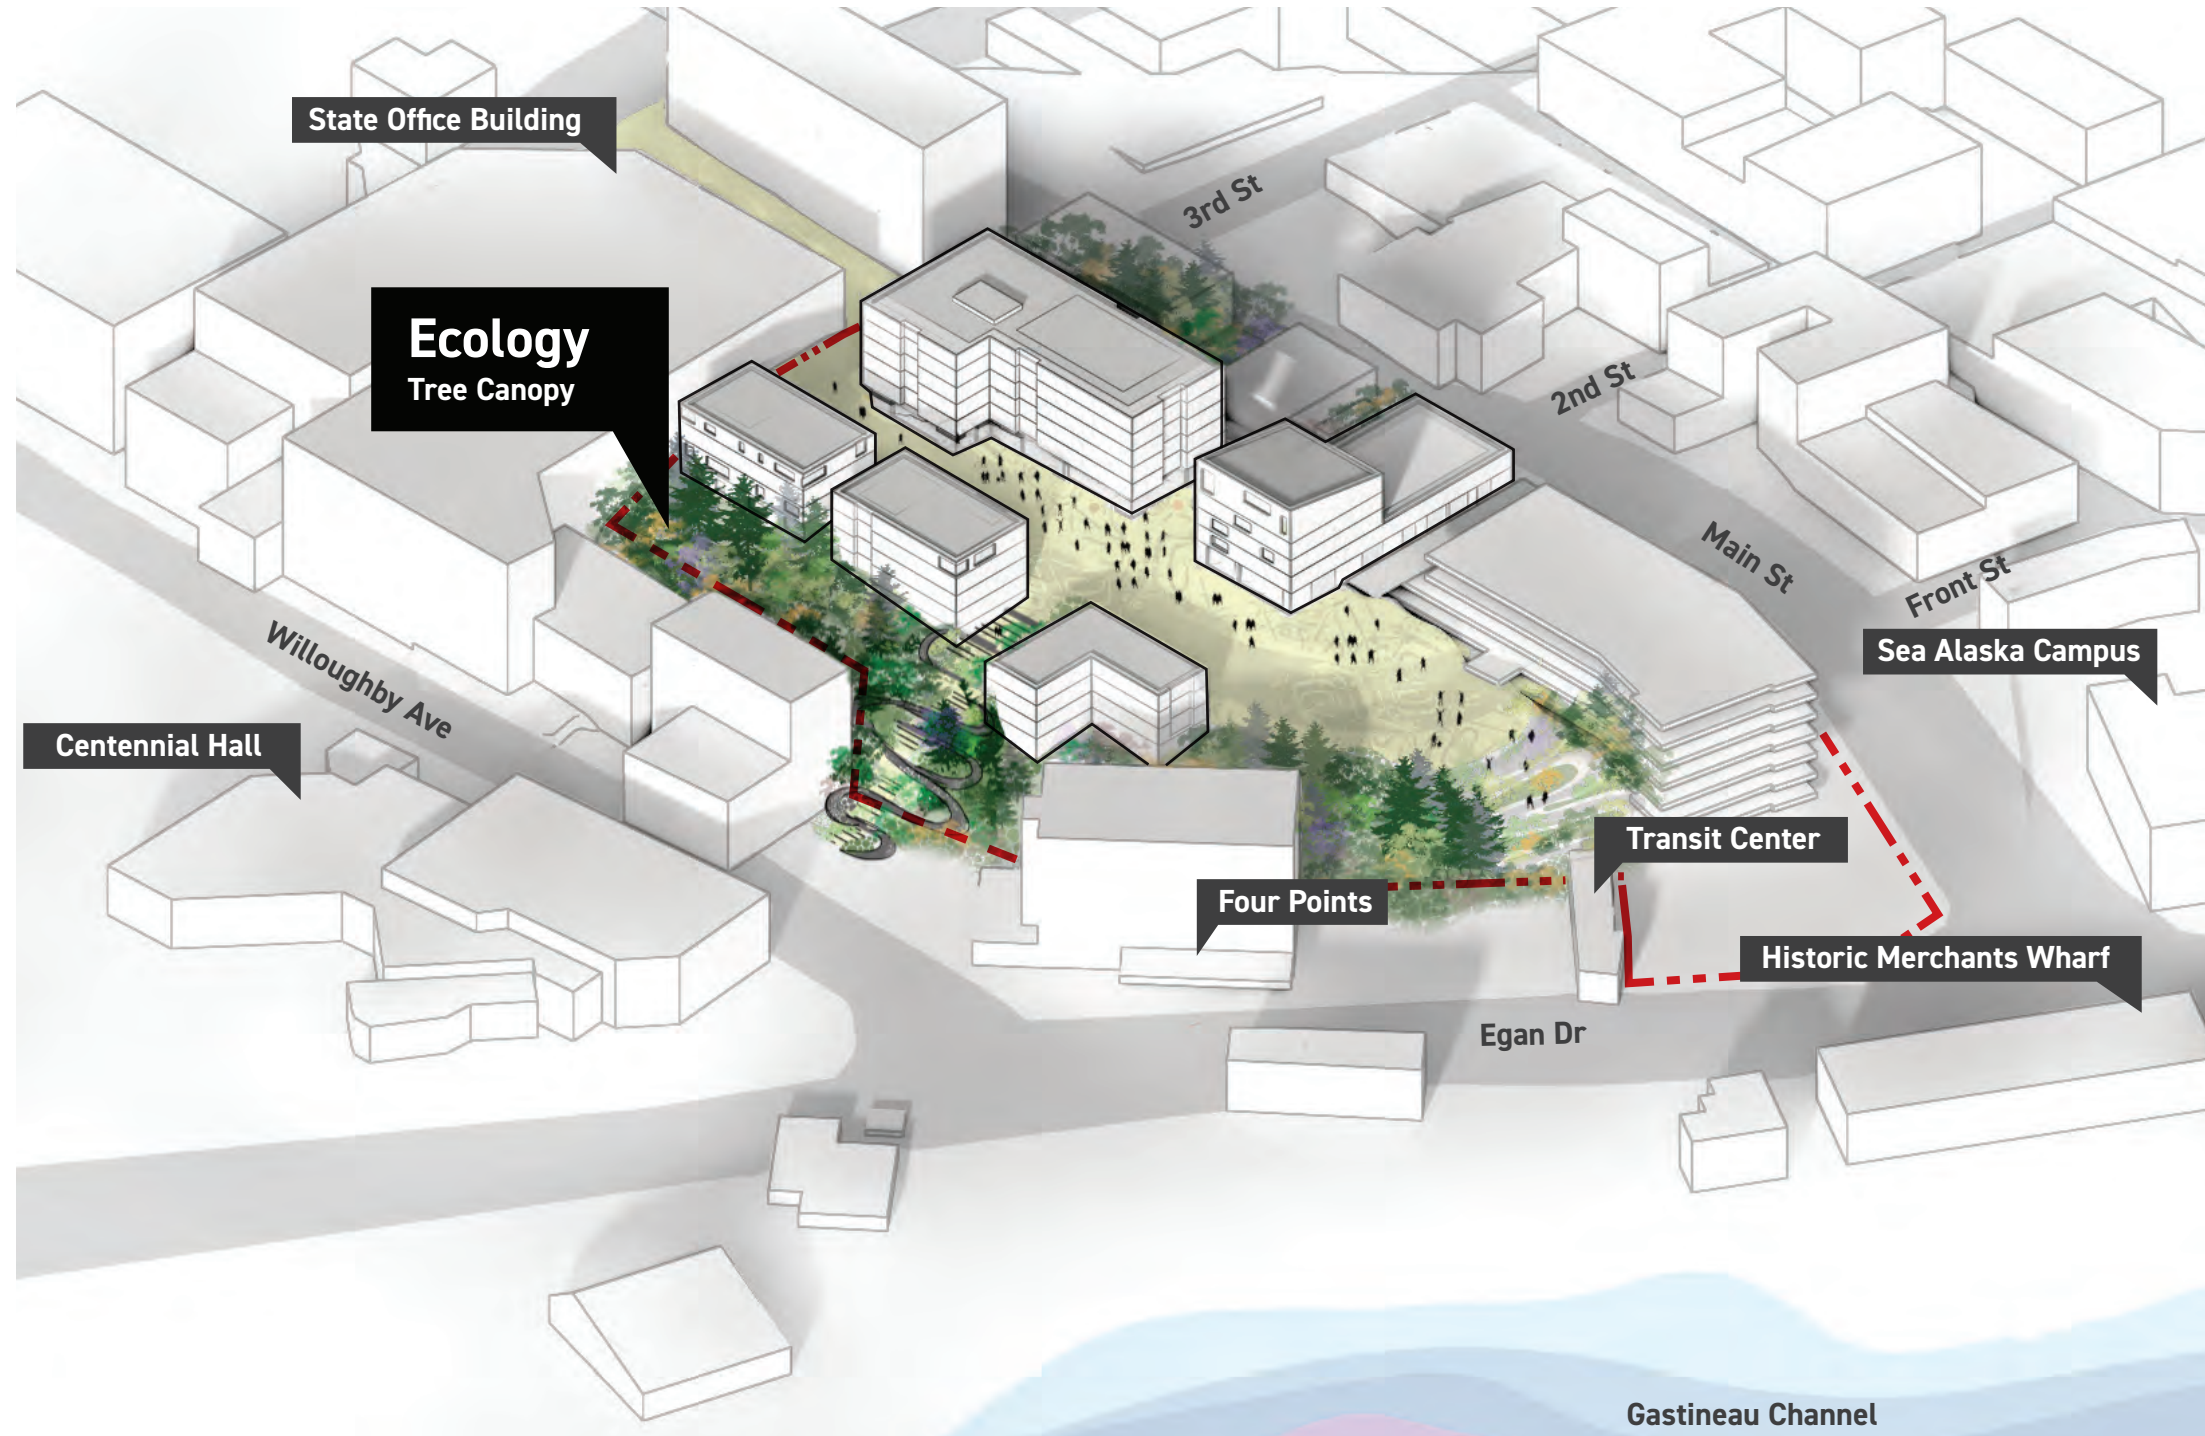 State Office Building
3rd St
Ecology
Tree Canopy
2nd St
Main St
Front St
Willoughby Ave
Sea Alaska Campus
Centennial Hall
Transit Center
Four Points
Historic Merchants Wharf
Egan Dr
Gastineau Channel